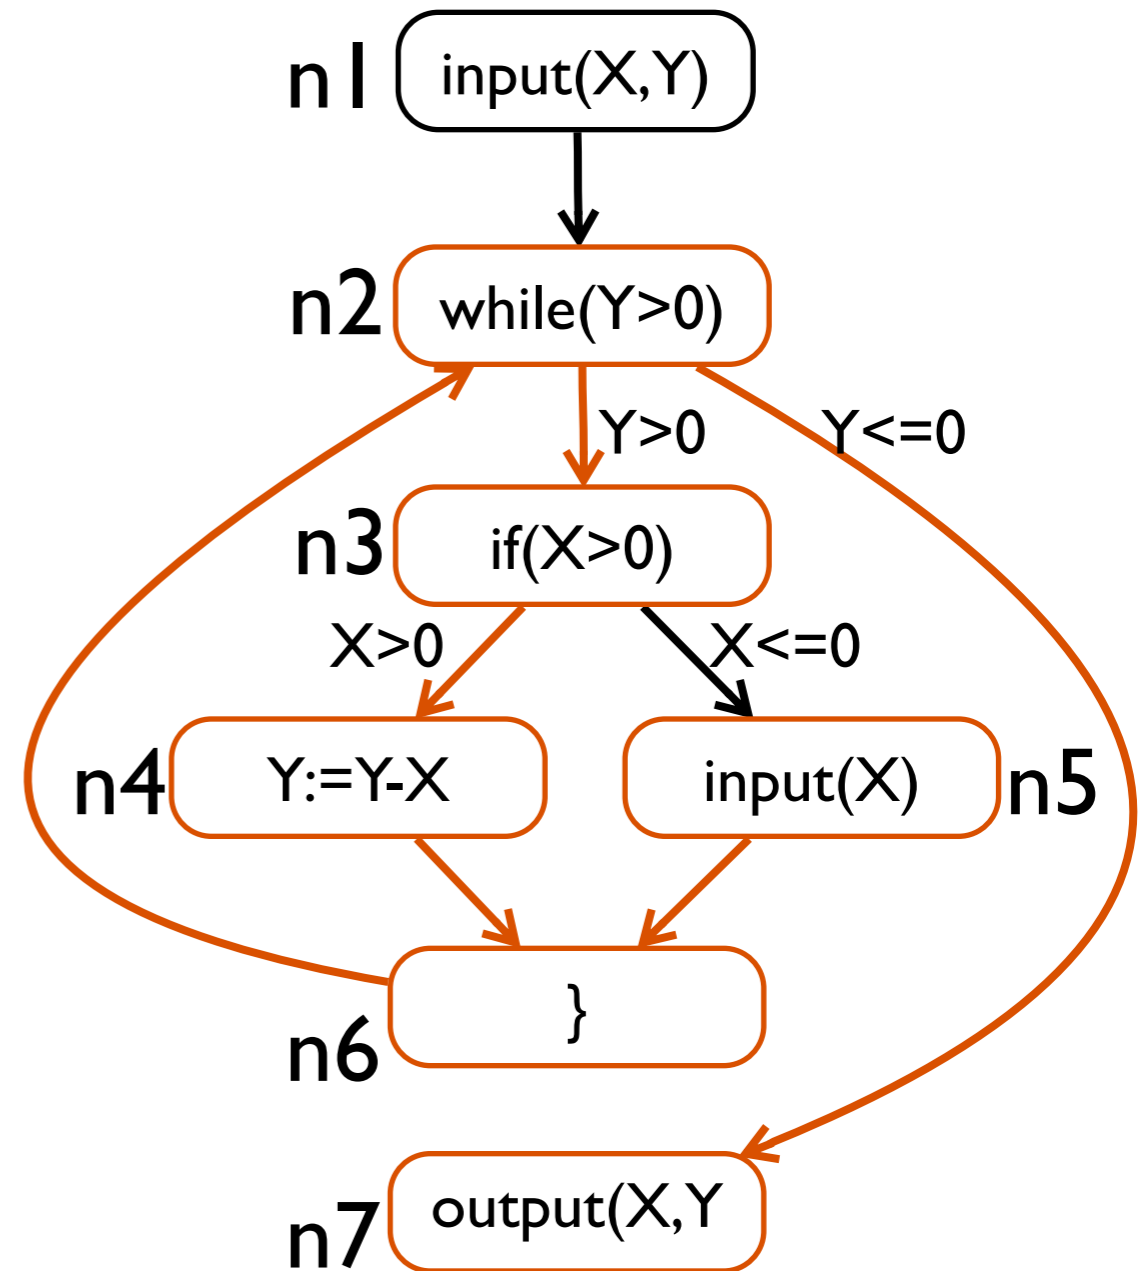 n1
input(X,Y)
n2
while(Y>0)
Y>0
Y<=0
n3
if(X>0)
X>0
X<=0
n4
Y:=Y-X
input(X)
n5
}
n6
output(X,Y
n7